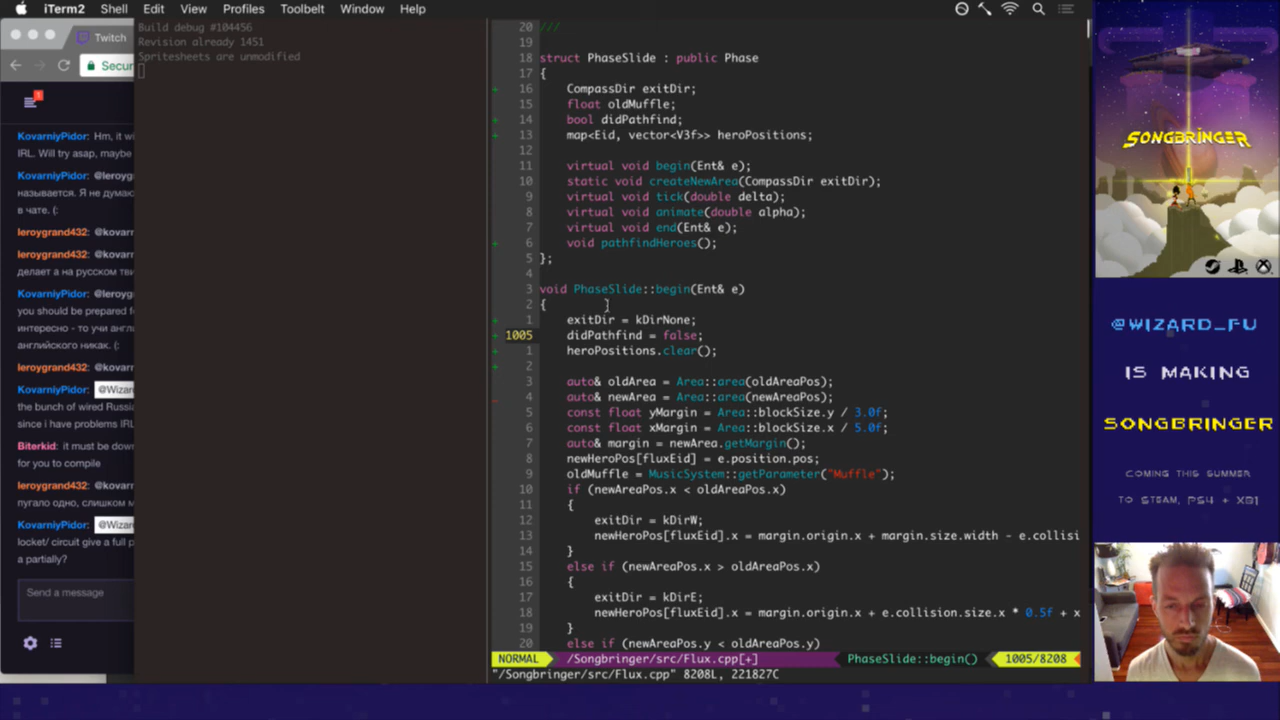 iTerm2 Shell Edit View Profiles Toolbelt Window Help
Twitch
Secur
1
KovarniyPidor: Hm, it wi
IRL. Will try asap, maybe
KovarniyPidor: @leroyg
называется. Я не думаю
в чате. (:
leroygrand432: @kovarr
leroygrand432: @kovarr
делает а на русском тви
KovarniyPidor: @leroyg
you should be prepared f
интересно - то учи англи
английского никак. (:
leroygrand432: @kovarr
KovarniyPidor: @Wizar
the bunch of wired Russia
since i have problems IRL
Biterkid: it must be down
for you to compile
leroygrand432: @kovarr
пугало одно, слишком м
KovarniyPidor: @Wizar
locket/ circuit give a full p
a partially?
Send a message
Build debug #104456
Revision already 1451
Spritesheets are unmodified
20 ///
19
18 struct PhaseSlide : public Phase
17 {
+ 16 CompassDir exitDir;
15 float oldMuffle;
+ 14 bool didPathfind;
+ 13 map<Eid, vector<V3f>> heroPositions;
12
11 virtual void begin(Ent& e);
10 static void createNewArea(CompassDir exitDir);
9 virtual void tick(double delta);
8 virtual void animate(double alpha);
7 virtual void end(Ent& e);
+ 6 void pathfindHeroes();
5 };
4
3 void PhaseSlide::begin(Ent& e)
2 {
+ 1 exitDir = kDirNone;
+ 1005 didPathfind = false;
+ 1 heroPositions.clear();
+ 2
3 auto& oldArea = Area::area(oldAreaPos);
_ 4 auto& newArea = Area::area(newAreaPos);
5 const float yMargin = Area::blockSize.y / 3.0f;
6 const float xMargin = Area::blockSize.x / 5.0f;
7 auto& margin = newArea.getMargin();
8 newHeroPos[fluxEid] = e.position.pos;
9 oldMuffle = MusicSystem::getParameter("Muffle");
10 if (newAreaPos.x < oldAreaPos.x)
11 {
12 exitDir = kDirW;
13 newHeroPos[fluxEid].x = margin.origin.x + margin.size.width - e.collisi
14 }
15 else if (newAreaPos.x > oldAreaPos.x)
16 {
17 exitDir = kDirE;
18 newHeroPos[fluxEid].x = margin.origin.x + e.collision.size.x * 0.5f + x
19 }
20 else if (newAreaPos.y < oldAreaPos.y)
NORMAL /Songbringer/src/Flux.cpp[+] PhaseSlide::begin() 1005/8208
"/Songbringer/src/Flux.cpp" 8208L, 221827C
SONGBRINGER
@WIZARD_FU
IS MAKING
SONGBRINGER
COMING THIS SUMMER
TO STEAM, PS4 + XB1